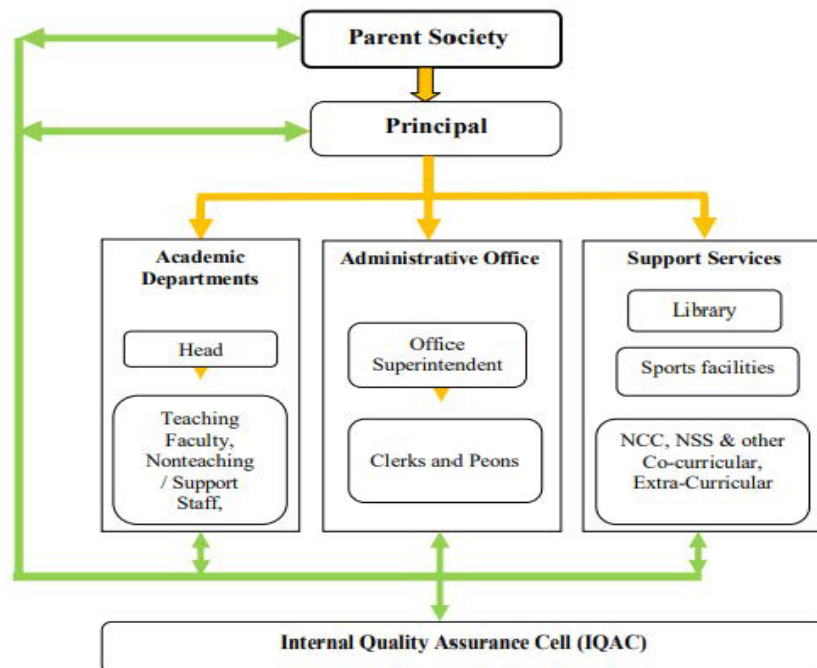 Parent Society
Principal
Academic
Departments
Head
Teaching
Faculty,
Nonteaching
/ Support
Staff,
Administrative Office
Office
Superintendent
Clerks and Peons
Support Services
Library
Sports facilities
NCC, NSS & other
Co-curricular,
Extra-Curricular
Internal Quality Assurance Cell (IQAC)